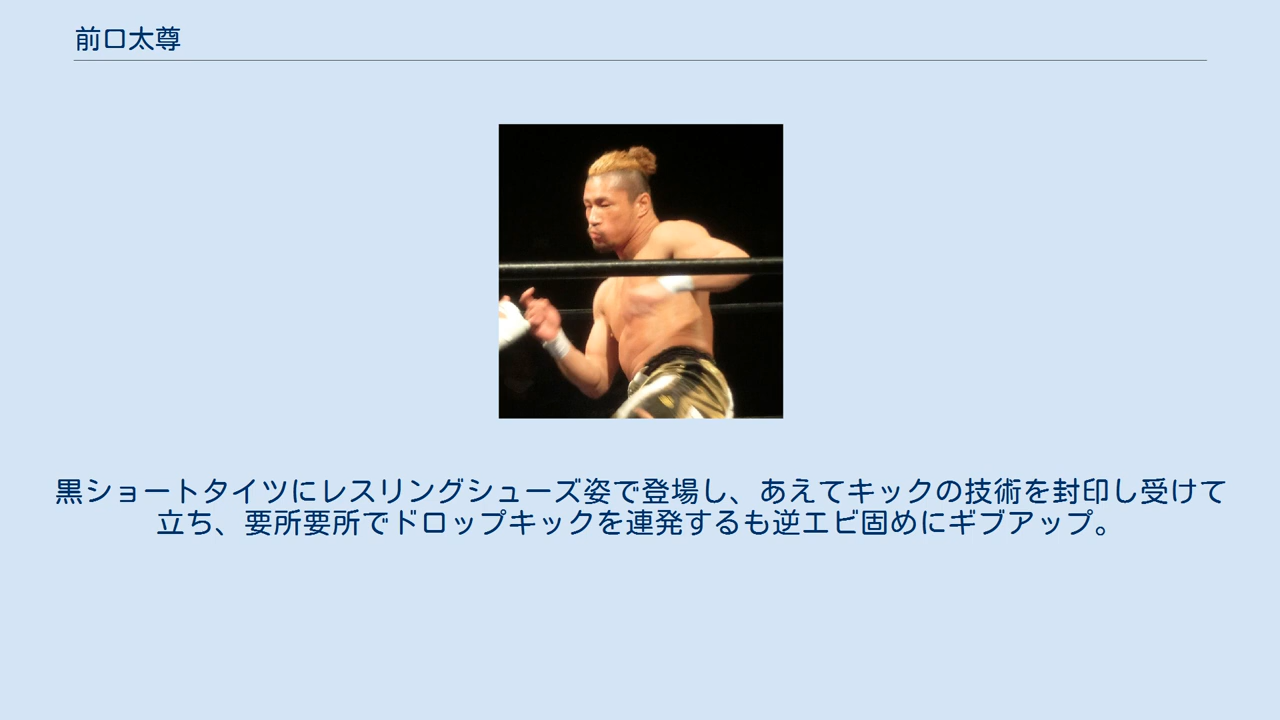 前口太尊
黒ショートタイツにレスリングシューズ姿で登場し、あえてキックの技術を封印し受けて
立ち、要所要所でドロップキックを連発するも逆エビ固めにギブアップ。